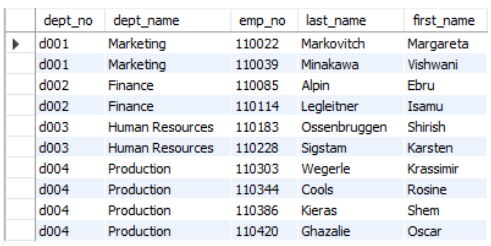 dept_no dept_name emp_no last_name first_name
d001 Marketing 110022 Markovitch Margareta
d001 Marketing 110039 Minakawa Vishwani
d002 Finance 110085 Alpin Ebru
d002 Finance 110114 Legleitner Isamu
d003 Human Resources 110183 Ossenbruggen Shirish
d003 Human Resources 110228 Sigstam Karsten
d004 Production 110303 Wegerle Krassimir
d004 Production 110344 Cools Rosine
d004 Production 110386 Kieras Shem
d004 Production 110420 Ghazalie Oscar